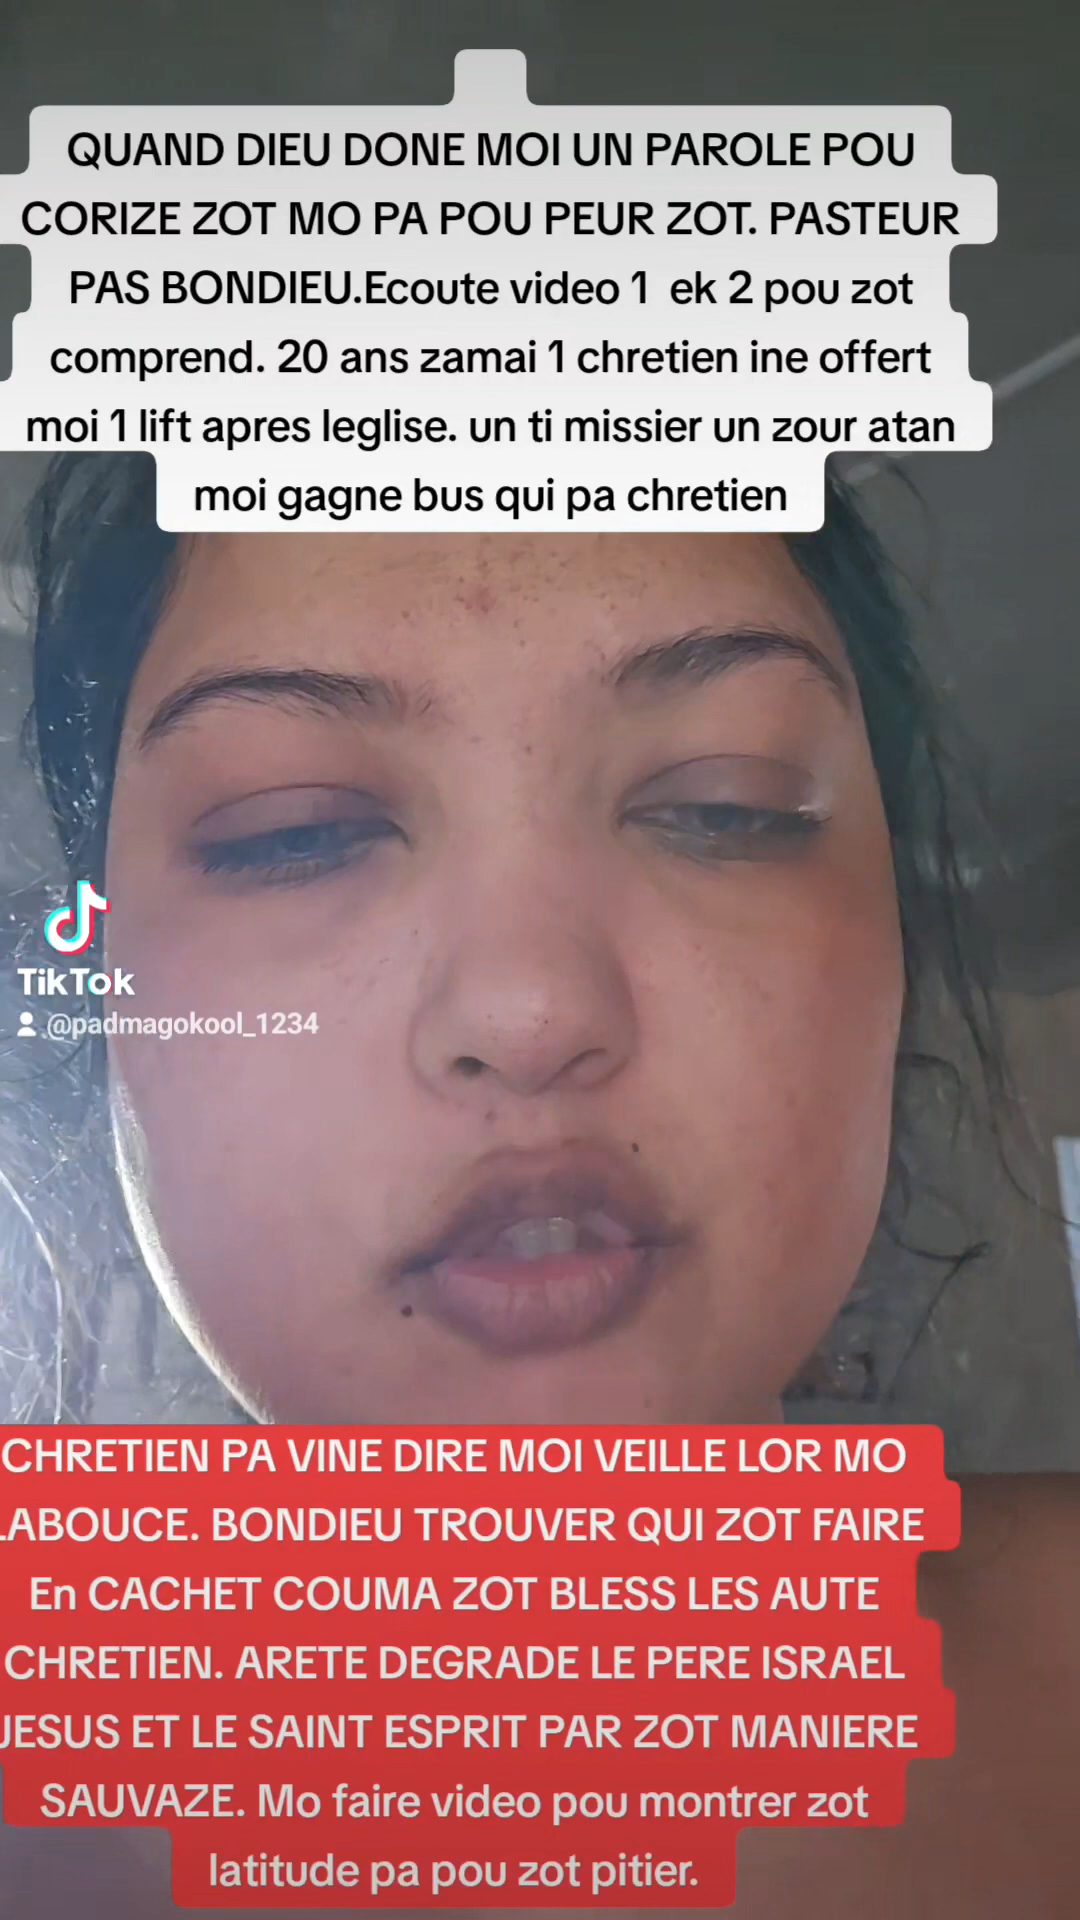 QUAND DIEU DONE MOI UN PAROLE POU
CORIZE ZOT MO PA POU PEUR ZOT. PASTEUR
PAS BONDIEU.Ecoute video 1 ek 2 pou zot
comprend. 20 ans zamai 1 chretien ine offert
moi 1 lift apres leglise. un ti missier un zour atan
moi gagne bus qui pa chretien
TikTok
@padmagokool_1234
CHRETIEN PA VINE DIRE MOI VEILLE LOR MO
LABOUCE. BONDIEU TROUVER QUI ZOT FAIRE
En CACHET COUMA ZOT BLESS LES AUTE
CHRETIEN. ARETE DEGRADE LE PERE ISRAEL
JESUS ET LE SAINT ESPRIT PAR ZOT MANIERE
SAUVAZE. Mo faire video pou montrer zot
latitude pa pou zot pitier.